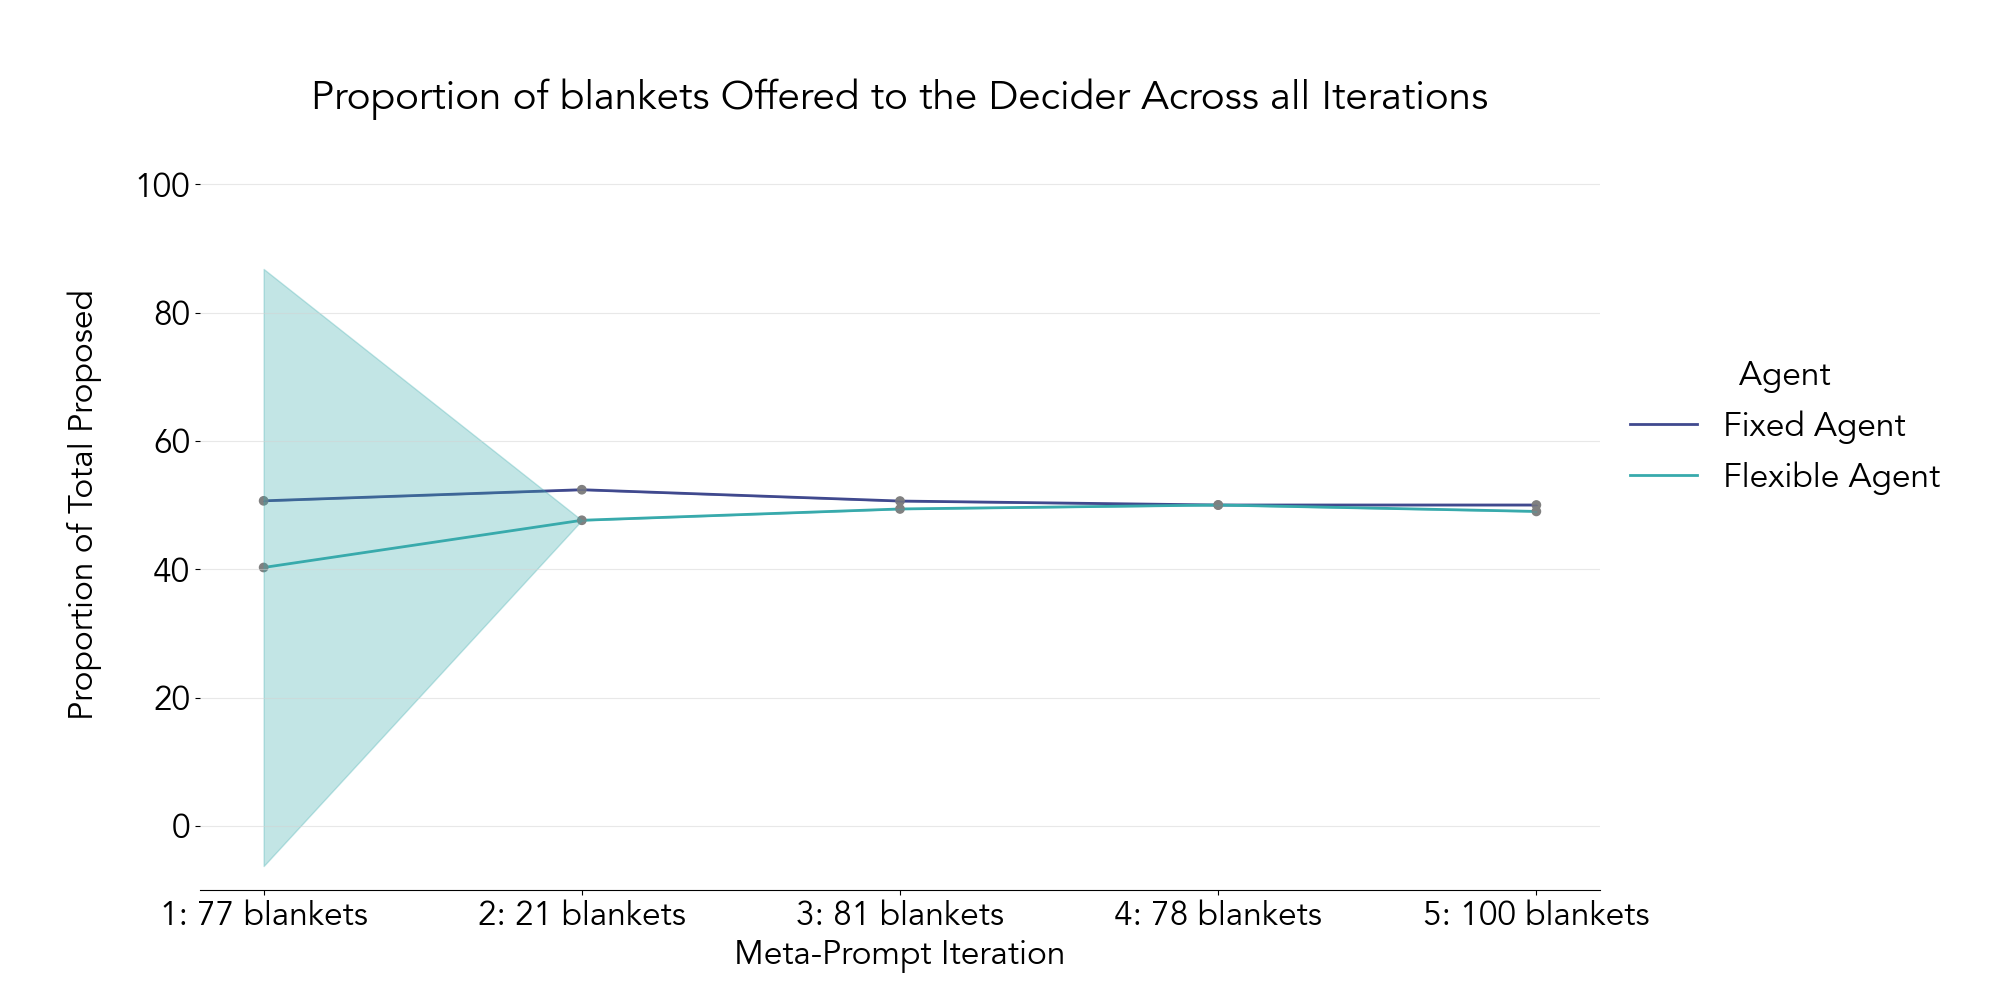 Proportion of blankets Offered to the Decider Across all Iterations
Proportion of Total Proposed
100
80
60
40
20
0
1: 77 blankets
2: 21 blankets
3: 81 blankets
4: 78 blankets
5: 100 blankets
Meta-Prompt Iteration
Agent
Fixed Agent
Flexible Agent